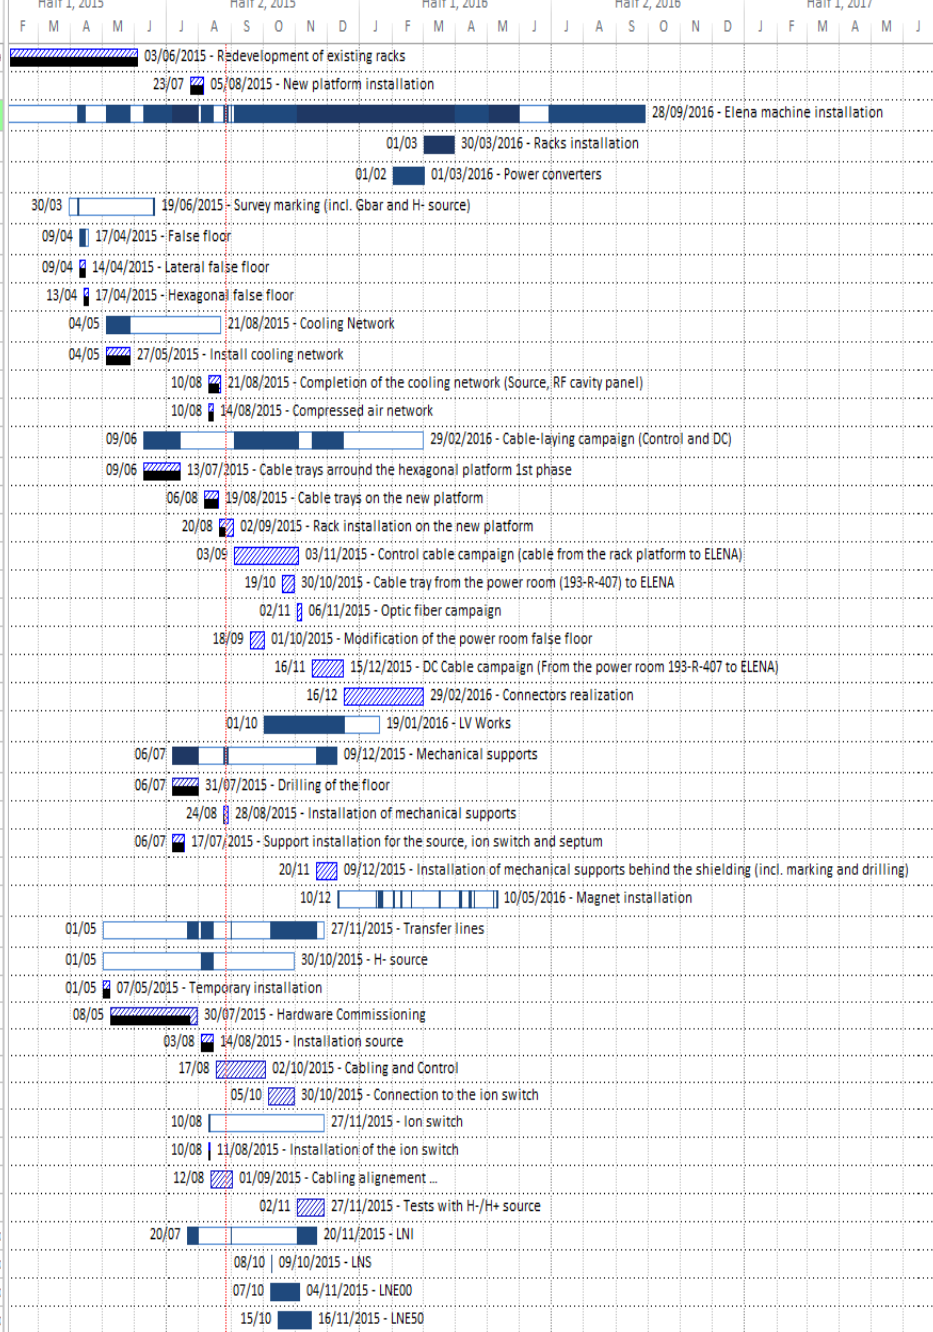 Half 1, 2015 Half 2, 2015 Half 1, 2016 Half 2, 2016 Half 1, 2017
F M A M J J A S O N D J F M A M J J A S O N D J F M A M J
03/06/2015 - Redevelopment of existing racks
23/07 05/08/2015 - New platform installation
28/09/2016 - Elena machine installation
01/03 30/03/2016 - Racks installation
01/02 01/03/2016 - Power converters
30/03 19/06/2015 - Survey marking (incl. Gbar and H- source)
09/04 17/04/2015 - False floor
09/04 14/04/2015 - Lateral false floor
13/04 17/04/2015 - Hexagonal false floor
04/05 21/08/2015 - Cooling Network
04/05 27/05/2015 - Install cooling network
10/08 21/08/2015 - Completion of the cooling network (Source, RF cavity panel)
10/08 14/08/2015 - Compressed air network
09/06 29/02/2016 - Cable-laying campaign (Control and DC)
09/06 13/07/2015 - Cable trays arround the hexagonal platform 1st phase
06/08 19/08/2015 - Cable trays on the new platform
20/08 02/09/2015 - Rack installation on the new platform
03/09 03/11/2015 - Control cable campaign (cable from the rack platform to ELENA)
19/10 30/10/2015 - Cable tray from the power room (193-R-407) to ELENA
02/11 06/11/2015 - Optic fiber campaign
18/09 01/10/2015 - Modification of the power room false floor
16/11 15/12/2015 - DC Cable campaign (From the power room 193-R-407 to ELENA)
16/12 29/02/2016 - Connectors realization
01/10 19/01/2016 - LV Works
06/07 09/12/2015 - Mechanical supports
06/07 31/07/2015 - Drilling of the floor
24/08 28/08/2015 - Installation of mechanical supports
06/07 17/07/2015 - Support installation for the source, ion switch and septum
20/11 09/12/2015 - Installation of mechanical supports behind the shielding (incl. marking and drilling)
10/12 10/05/2016 - Magnet installation
01/05 27/11/2015 - Transfer lines
01/05 30/10/2015 - H- source
01/05 07/05/2015 - Temporary installation
08/05 30/07/2015 - Hardware Commissioning
03/08 14/08/2015 - Installation source
17/08 02/10/2015 - Cabling and Control
05/10 30/10/2015 - Connection to the ion switch
10/08 27/11/2015 - Ion switch
10/08 11/08/2015 - Installation of the ion switch
12/08 01/09/2015 - Cabling alignement ...
02/11 27/11/2015 - Tests with H-/H+ source
20/07 20/11/2015 - LNI
08/10 09/10/2015 - LNS
07/10 04/11/2015 - LNE00
15/10 16/11/2015 - LNE50